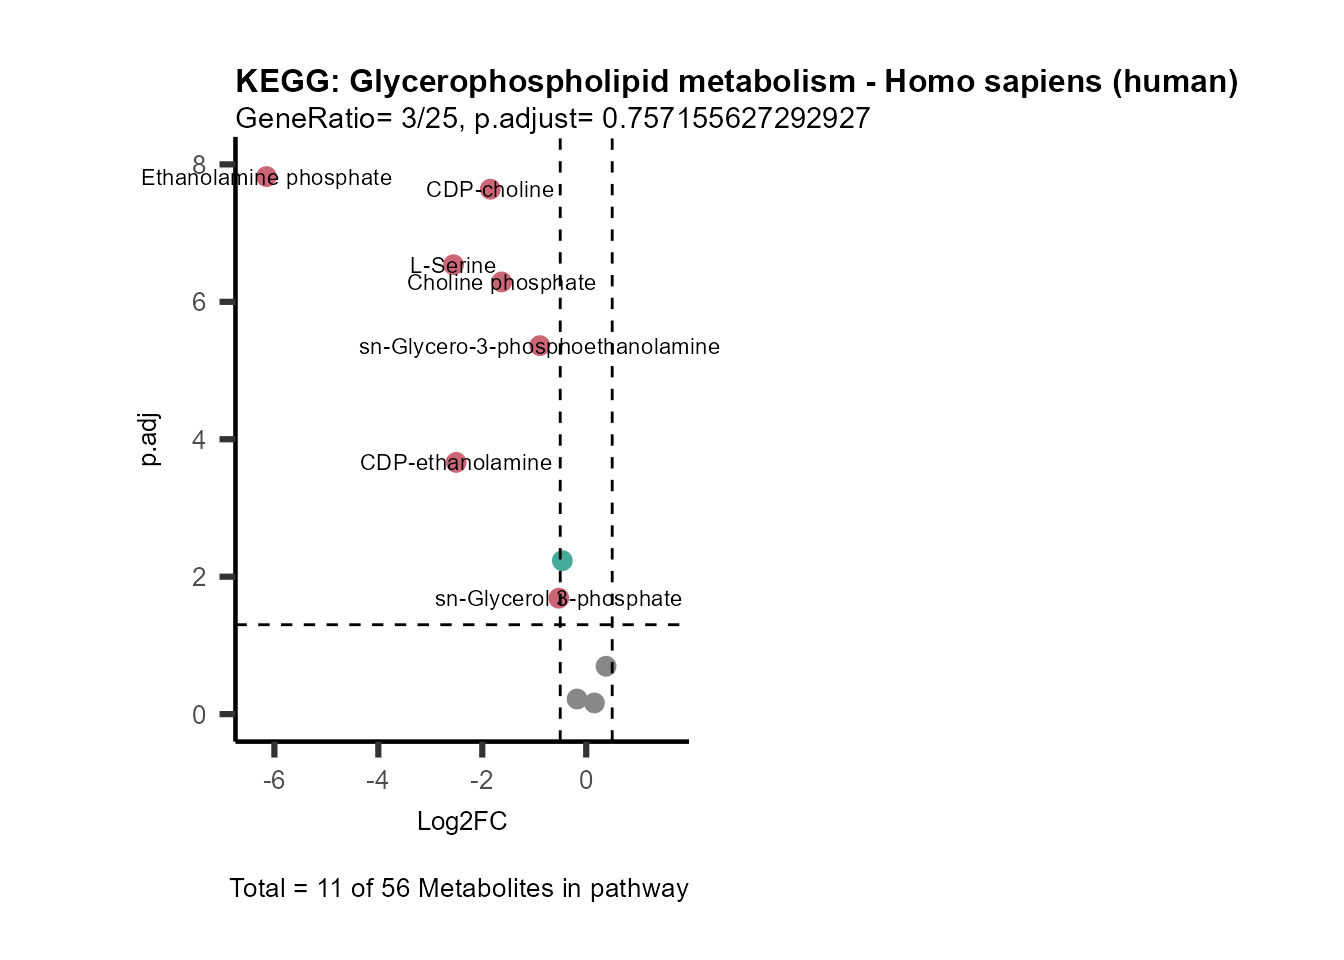 KEGG: Glycerophospholipid metabolism - Homo sapiens (human)
GeneRatio= 3/25, p.adjust= 0.757155627292927
8
Ethanolamine phosphate
CDP-choline
L-Serine
Choline phosphate
6
sn-Glycero-3-phosphoethanolamine
p.adj
4
CDP-ethanolamine
2
sn-Glycerol 3-phosphate
0
-6 -4 -2 0
Log2FC
Total = 11 of 56 Metabolites in pathway